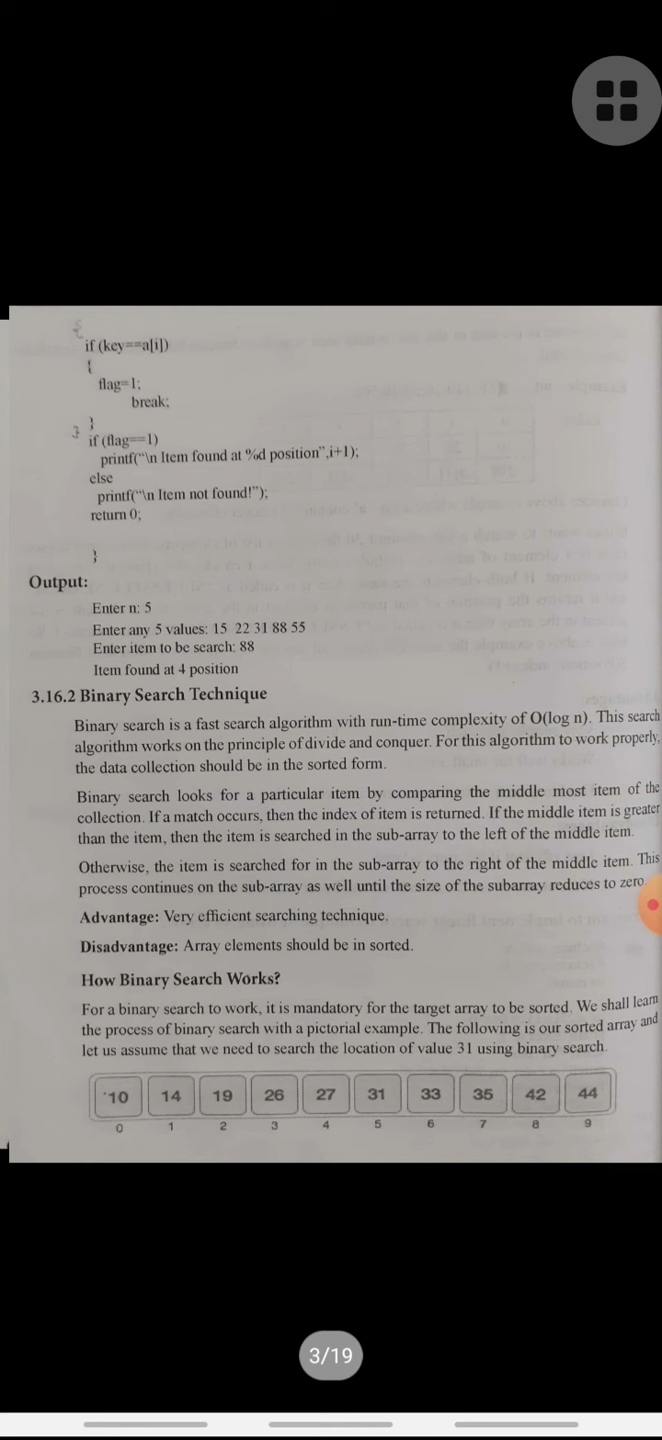 {
if (key==a[i])
{
flag=1;
break;
}
}
if (flag==1)
printf("\n Item found at %d position",i+1);
else
printf("\n Item not found!");
return 0;
}
Output:
Enter n: 5
Enter any 5 values: 15 22 31 88 55
Enter item to be search: 88
Item found at 4 position
3.16.2 Binary Search Technique
Binary search is a fast search algorithm with run-time complexity of O(log n). This search
algorithm works on the principle of divide and conquer. For this algorithm to work properly,
the data collection should be in the sorted form.
Binary search looks for a particular item by comparing the middle most item of the
collection. If a match occurs, then the index of item is returned. If the middle item is greater
than the item, then the item is searched in the sub-array to the left of the middle item.
Otherwise, the item is searched for in the sub-array to the right of the middle item. This
process continues on the sub-array as well until the size of the subarray reduces to zero.
Advantage: Very efficient searching technique.
Disadvantage: Array elements should be in sorted.
How Binary Search Works?
For a binary search to work, it is mandatory for the target array to be sorted. We shall learn
the process of binary search with a pictorial example. The following is our sorted array and
let us assume that we need to search the location of value 31 using binary search.
10 14 19 26 27 31 33 35 42 44
0 1 2 3 4 5 6 7 8 9
3/19